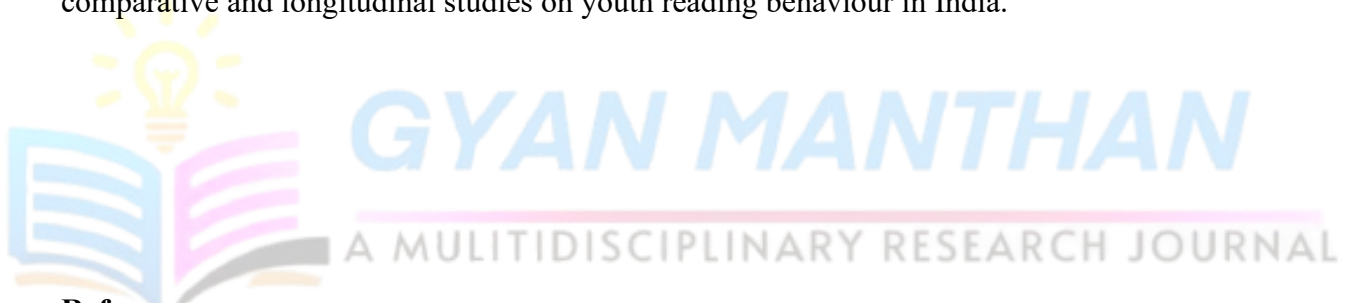 comparative and longitudinal studies on youth reading behaviour in India.
GYAN MANTHAN
A MULITIDISCIPLINARY RESEARCH JOURNAL